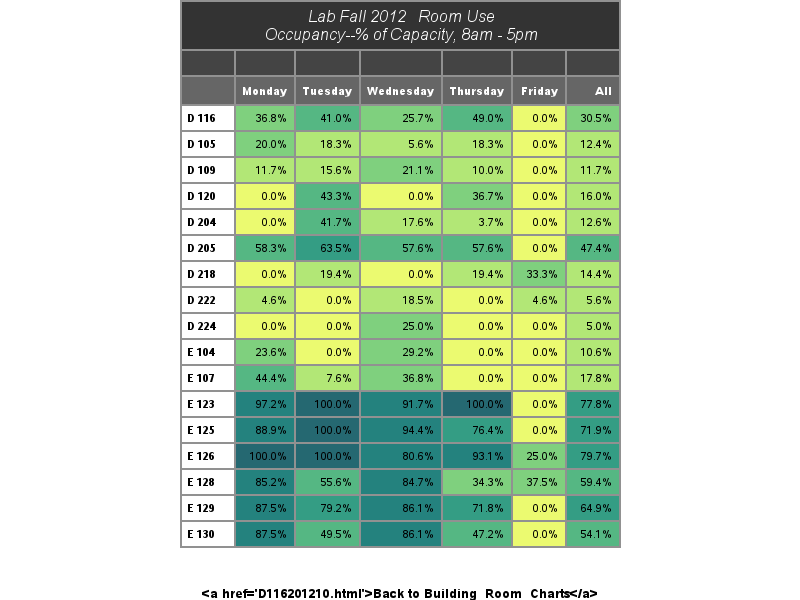 Lab Fall 2012 Room Use
Occupancy--% of Capacity, 8am - 5pm
Monday Tuesday Wednesday Thursday Friday All
D 116 36.8% 41.0% 25.7% 49.0% 0.0% 30.5%
D 105 20.0% 18.3% 5.6% 18.3% 0.0% 12.4%
D 109 11.7% 15.6% 21.1% 10.0% 0.0% 11.7%
D 120 0.0% 43.3% 0.0% 36.7% 0.0% 16.0%
D 204 0.0% 41.7% 17.6% 3.7% 0.0% 12.6%
D 205 58.3% 63.5% 57.6% 57.6% 0.0% 47.4%
D 218 0.0% 19.4% 0.0% 19.4% 33.3% 14.4%
D 222 4.6% 0.0% 18.5% 0.0% 4.6% 5.6%
D 224 0.0% 0.0% 25.0% 0.0% 0.0% 5.0%
E 104 23.6% 0.0% 29.2% 0.0% 0.0% 10.6%
E 107 44.4% 7.6% 36.8% 0.0% 0.0% 17.8%
E 123 97.2% 100.0% 91.7% 100.0% 0.0% 77.8%
E 125 88.9% 100.0% 94.4% 76.4% 0.0% 71.9%
E 126 100.0% 100.0% 80.6% 93.1% 25.0% 79.7%
E 128 85.2% 55.6% 84.7% 34.3% 37.5% 59.4%
E 129 87.5% 79.2% 86.1% 71.8% 0.0% 64.9%
E 130 87.5% 49.5% 86.1% 47.2% 0.0% 54.1%
<a href='D116201210.html'>Back to Building Room Charts</a>